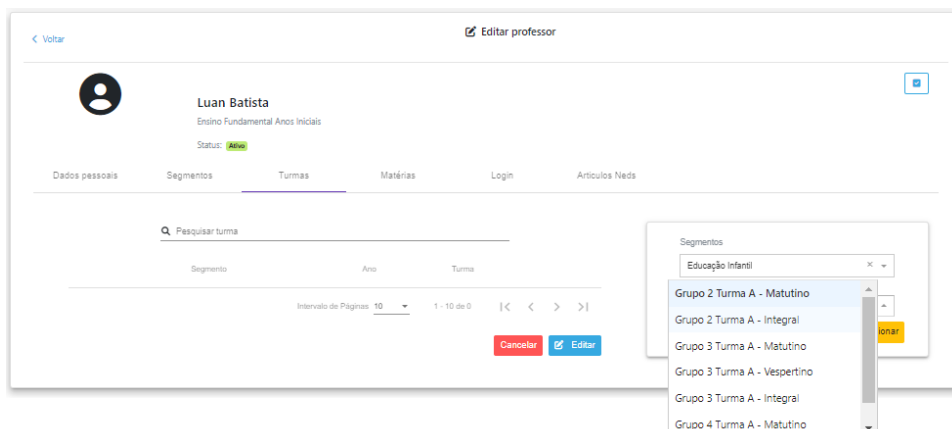 Voltar
Editar professor
Luan Batista
Ensino Fundamental Anos Iniciais
Status: Ativo
Dados pessoais Segmentos Turmas Matérias Login Articulos Neds
Pesquisar turma
Segmento Ano Turma
Intervalo de Páginas 10 1 - 10 de 0
Cancelar Editar
Segmentos
Educação Infantil
Grupo 2 Turma A - Matutino
Grupo 2 Turma A - Integral
ionar
Grupo 3 Turma A - Matutino
Grupo 3 Turma A - Vespertino
Grupo 3 Turma A - Integral
Grupo 4 Turma A - Matutino